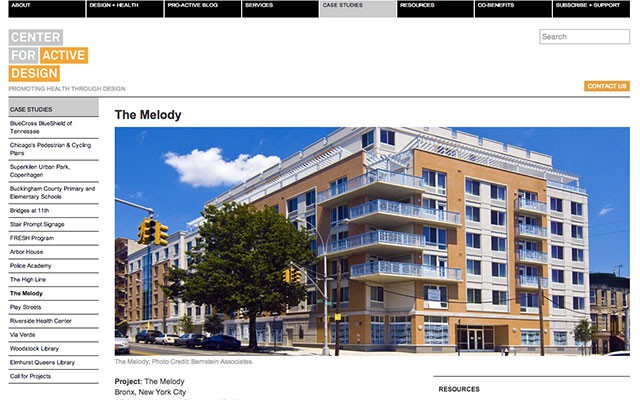 ABOUT
DESIGN + HEALTH
PRO-ACTIVE BLOG
SERVICES
CASE STUDIES
RESOURCES
CO-BENEFITS
SUBSCRIBE + SUPPORT
CENTER
FOR ACTIVE
DESIGN
PROMOTING HEALTH THROUGH DESIGN
Search
CONTACT US
CASE STUDIES
BlueCross BlueShield of
Tennessee
Chicago's Pedestrian & Cycling
Plans
Superkilen Urban Park,
Copenhagen
Buckingham County Primary and
Elementary Schools
Bridges at 11th
Stair Prompt Signage
FRESH Program
Arbor House
Police Academy
The High Line
The Melody
Play Streets
Riverside Health Center
Via Verde
Woodstock Library
Elmhurst Queens Library
Call for Projects
The Melody
The Melody; Photo Credit: Bernstein Associates.
Project: The Melody
Bronx, New York City
RESOURCES